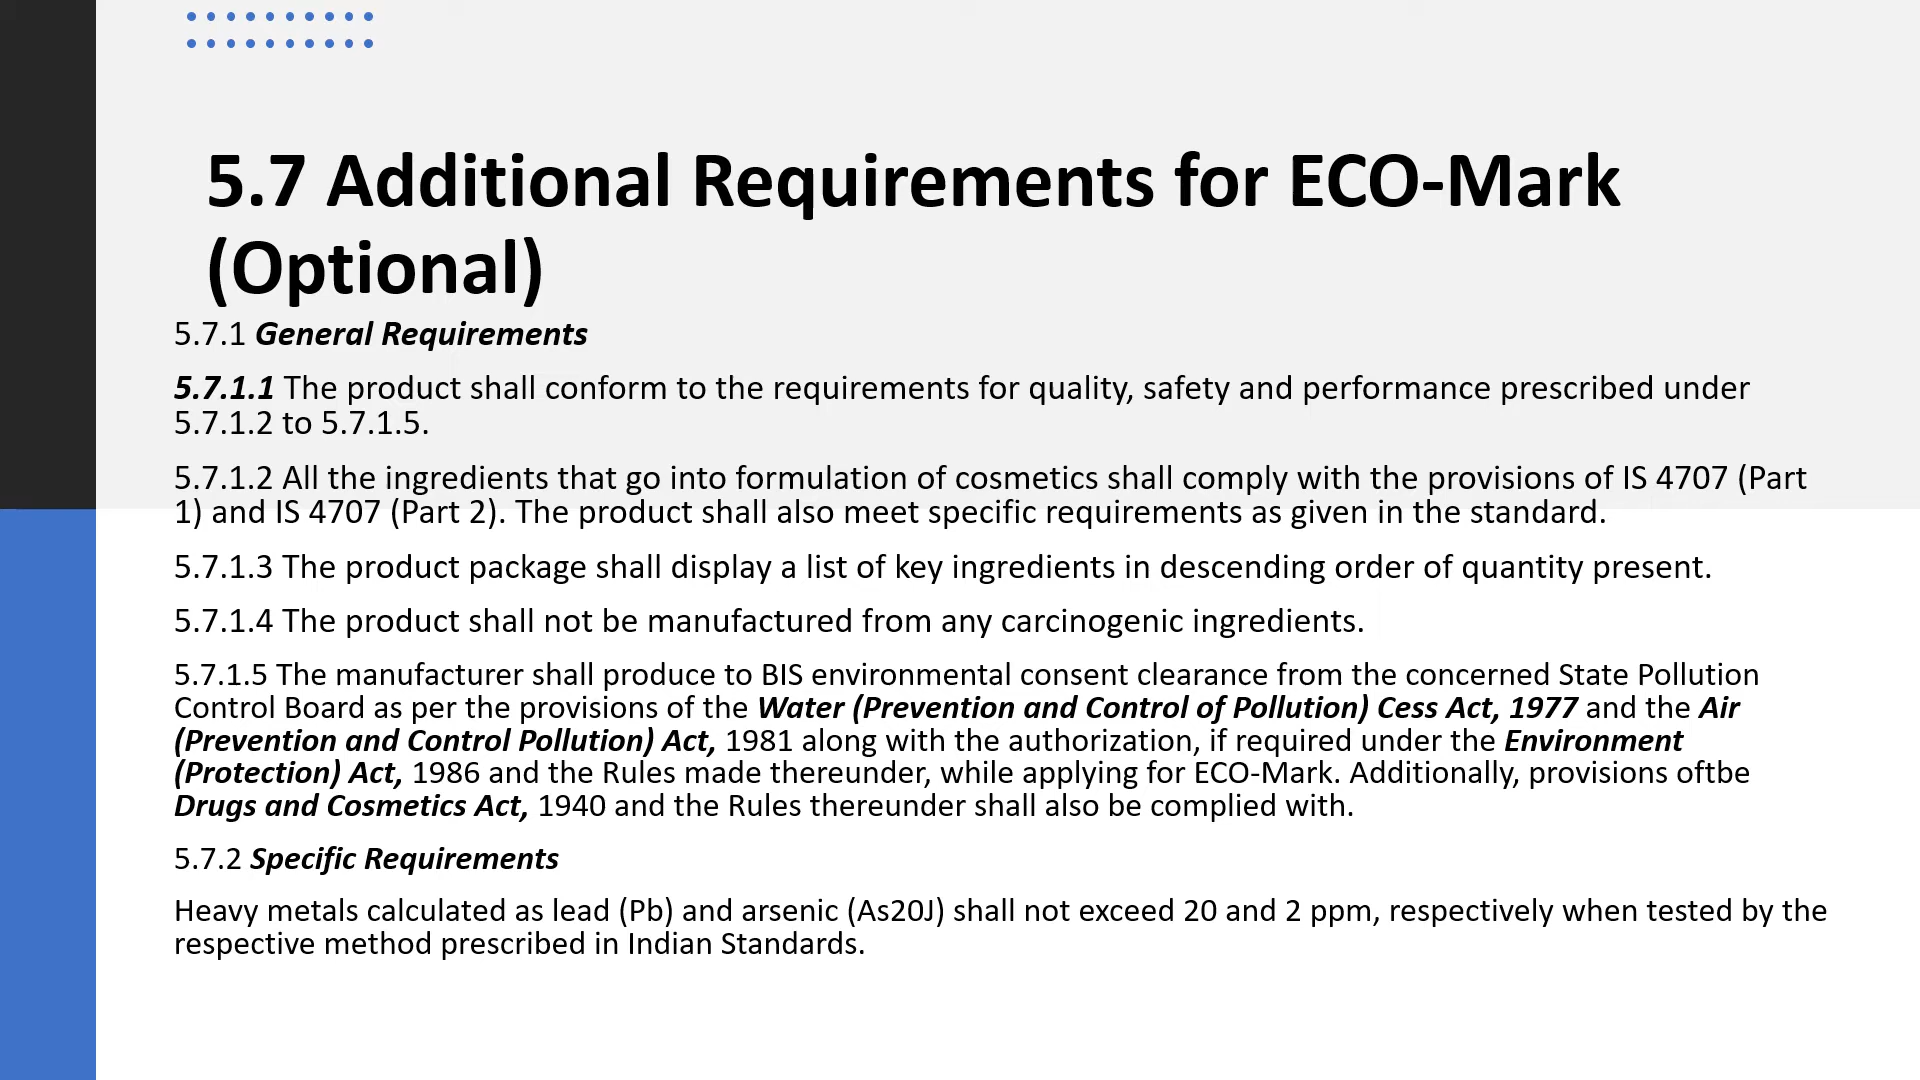 5.7 Additional Requirements for ECO-Mark
(Optional)
5.7.1 General Requirements
5.7.1.1 The product shall conform to the requirements for quality, safety and performance prescribed under
5.7.1.2 to 5.7.1.5.
5.7.1.2 All the ingredients that go into formulation of cosmetics shall comply with the provisions of IS 4707 (Part
1) and IS 4707 (Part 2). The product shall also meet specific requirements as given in the standard.
5.7.1.3 The product package shall display a list of key ingredients in descending order of quantity present.
5.7.1.4 The product shall not be manufactured from any carcinogenic ingredients.
5.7.1.5 The manufacturer shall produce to BIS environmental consent clearance from the concerned State Pollution
Control Board as per the provisions of the Water (Prevention and Control of Pollution) Cess Act, 1977 and the Air
(Prevention and Control Pollution) Act, 1981 along with the authorization, if required under the Environment
(Protection) Act, 1986 and the Rules made thereunder, while applying for ECO-Mark. Additionally, provisions oftbe
Drugs and Cosmetics Act, 1940 and the Rules thereunder shall also be complied with.
5.7.2 Specific Requirements
Heavy metals calculated as lead (Pb) and arsenic (As20J) shall not exceed 20 and 2 ppm, respectively when tested by the
respective method prescribed in Indian Standards.